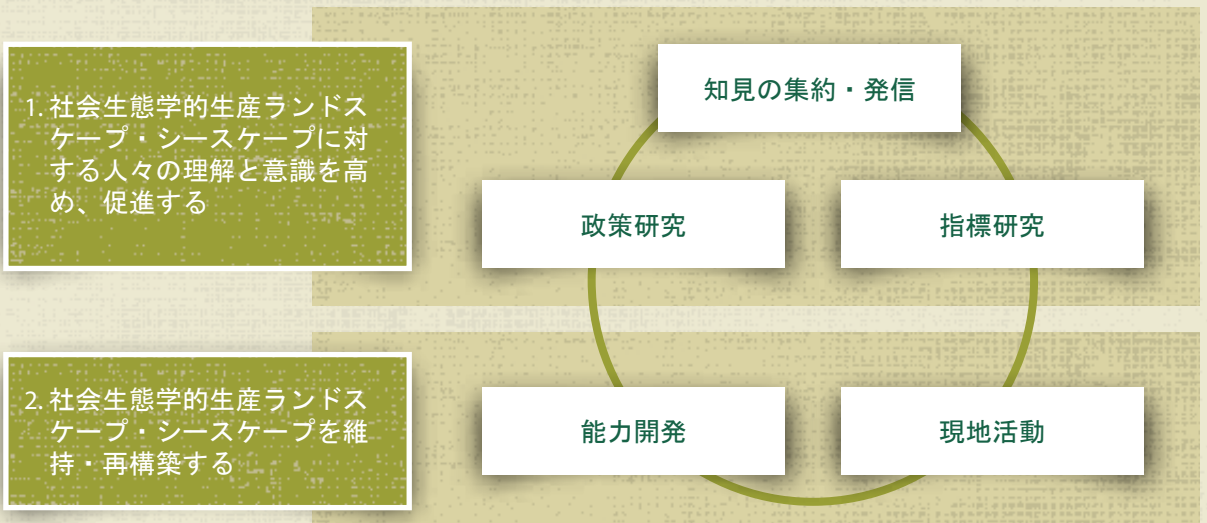 1. 社会生態学的生産ランドス
ケープ・シースケープに対
する人々の理解と意識を高
め、促進する
知見の集約・発信
政策研究
指標研究
2. 社会生態学的生産ランドス
ケープ・シースケープを維
持・再構築する
能力開発
現地活動